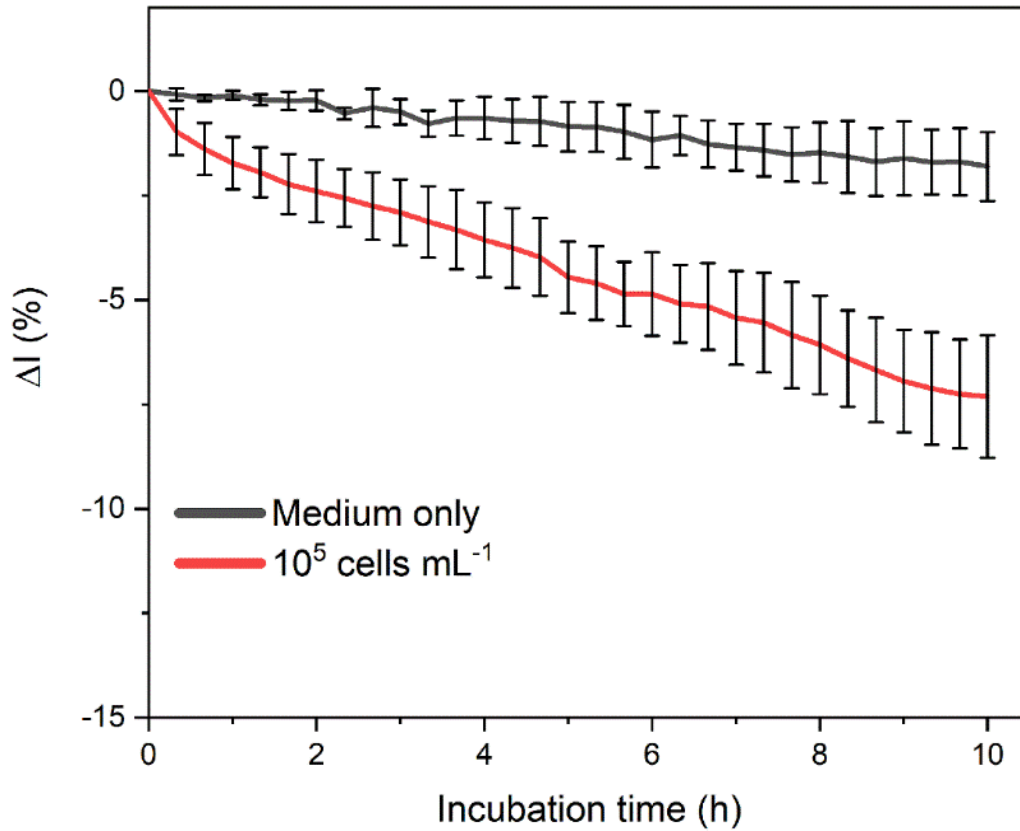 0
-5
-10
-15
ΔI (%)
Medium only
10⁵ cells mL⁻¹
0 2 4 6 8 10
Incubation time (h)